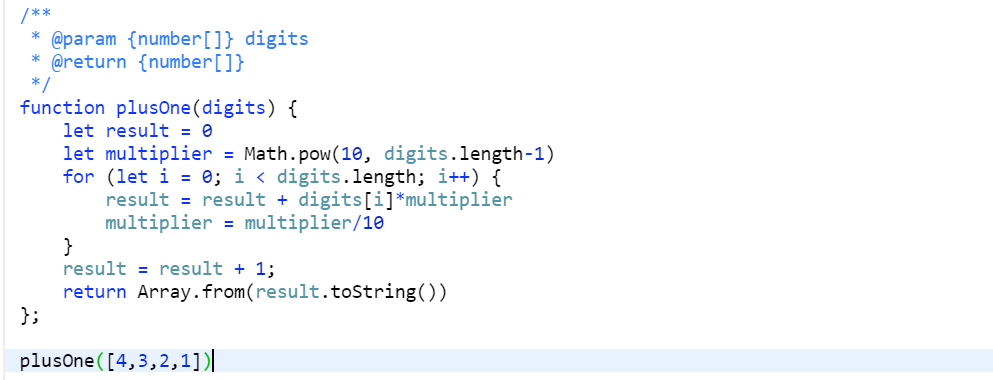 /**
 * @param {number[]} digits
 * @return {number[]}
 */
function plusOne(digits) {
    let result = 0
    let multiplier = Math.pow(10, digits.length-1)
    for (let i = 0; i < digits.length; i++) {
        result = result + digits[i]*multiplier
        multiplier = multiplier/10
    }
    result = result + 1;
    return Array.from(result.toString())
};

plusOne([4,3,2,1])